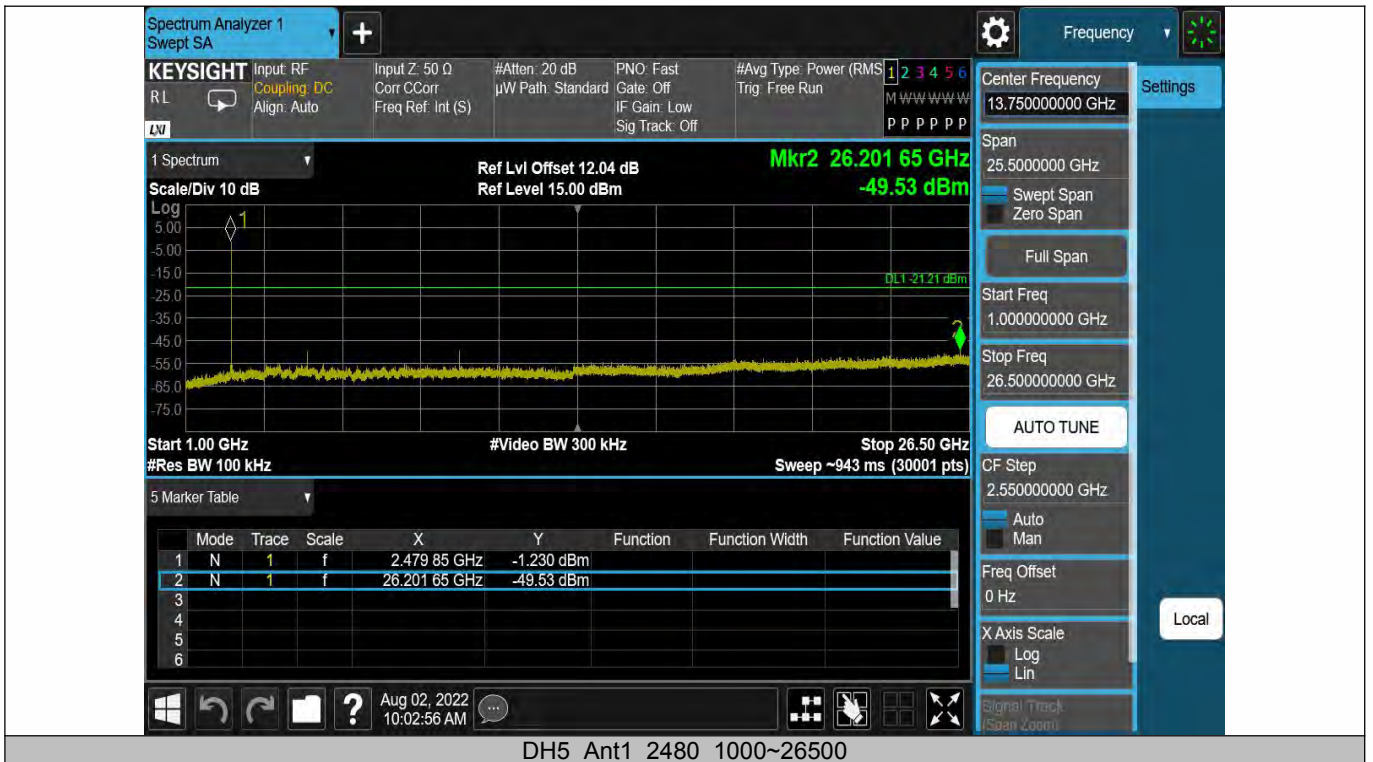 Spectrum Analyzer 1
Swept SA
Frequency
KEYSIGHT
RL
LXI
Input: RF
Coupling: DC
Align: Auto
Input Z: 50 Ω
Corr CCorr
Freq Ref: Int (S)
#Atten: 20 dB
µW Path: Standard
PNO: Fast
Gate: Off
IF Gain: Low
Sig Track: Off
#Avg Type: Power (RMS
Trig: Free Run
1 2 3 4 5 6
M W W W W W
P P P P P P
Center Frequency
13.750000000 GHz
Settings
1 Spectrum
Scale/Div 10 dB
Ref Lvl Offset 12.04 dB
Ref Level 15.00 dBm
Mkr2 26.201 65 GHz
-49.53 dBm
Log
5.00
-5.00
-15.0
-25.0
-35.0
-45.0
-55.0
-65.0
-75.0
1
DL1 -21.21 dBm
2
Start 1.00 GHz
#Video BW 300 kHz
Stop 26.50 GHz
#Res BW 100 kHz
Sweep ~943 ms (30001 pts)
Span
25.5000000 GHz
Swept Span
Zero Span
Full Span
Start Freq
1.000000000 GHz
Stop Freq
26.500000000 GHz
AUTO TUNE
CF Step
2.550000000 GHz
Auto
Man
Freq Offset
0 Hz
X Axis Scale
Log
Lin
Signal Track
(Span Zoom)
Local
5 Marker Table
Mode Trace Scale X Y Function Function Width Function Value
1 N 1 f 2.479 85 GHz -1.230 dBm
2 N 1 f 26.201 65 GHz -49.53 dBm
3
4
5
6
?
Aug 02, 2022
10:02:56 AM
DH5_Ant1_2480_1000~26500